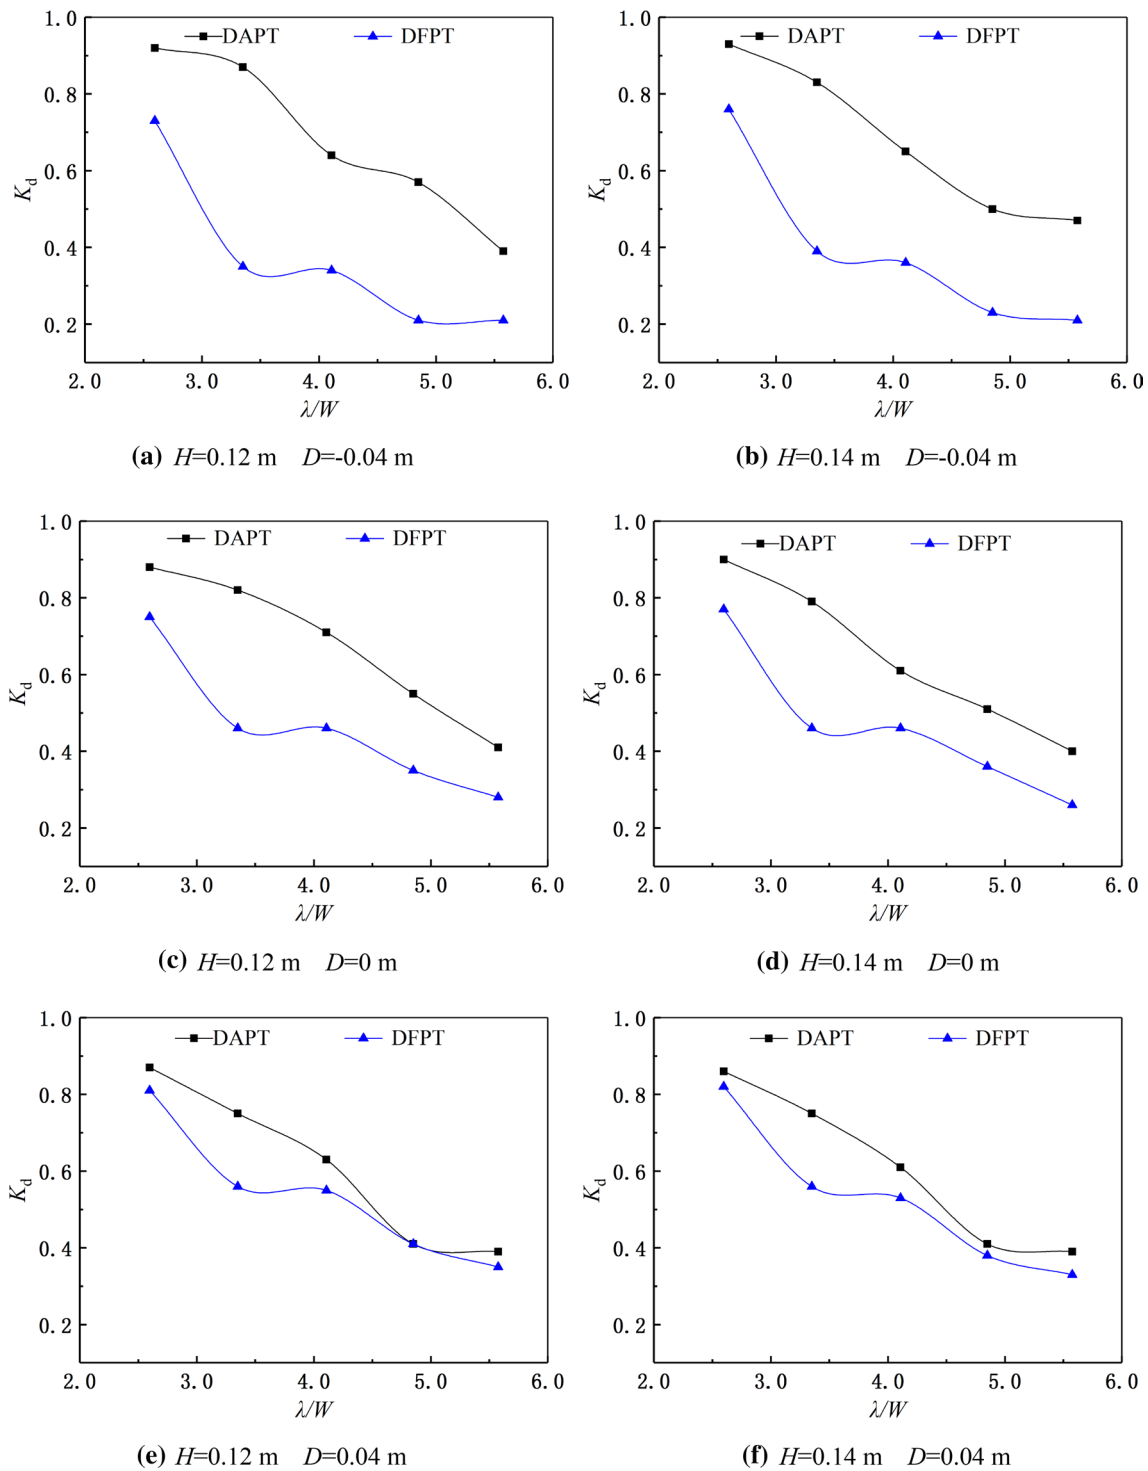 DAPT DFPT
1.0
0.8
0.6
0.4
0.2
Kd
2.0 3.0 4.0 5.0 6.0
λ/W
(a) H=0.12 m D=-0.04 m
DAPT DFPT
1.0
0.8
0.6
0.4
0.2
Kd
2.0 3.0 4.0 5.0 6.0
λ/W
(b) H=0.14 m D=-0.04 m
DAPT DFPT
1.0
0.8
0.6
0.4
0.2
Kd
2.0 3.0 4.0 5.0 6.0
λ/W
(c) H=0.12 m D=0 m
DAPT DFPT
1.0
0.8
0.6
0.4
0.2
Kd
2.0 3.0 4.0 5.0 6.0
λ/W
(d) H=0.14 m D=0 m
DAPT DFPT
1.0
0.8
0.6
0.4
0.2
Kd
2.0 3.0 4.0 5.0 6.0
λ/W
(e) H=0.12 m D=0.04 m
DAPT DFPT
1.0
0.8
0.6
0.4
0.2
Kd
2.0 3.0 4.0 5.0 6.0
λ/W
(f) H=0.14 m D=0.04 m